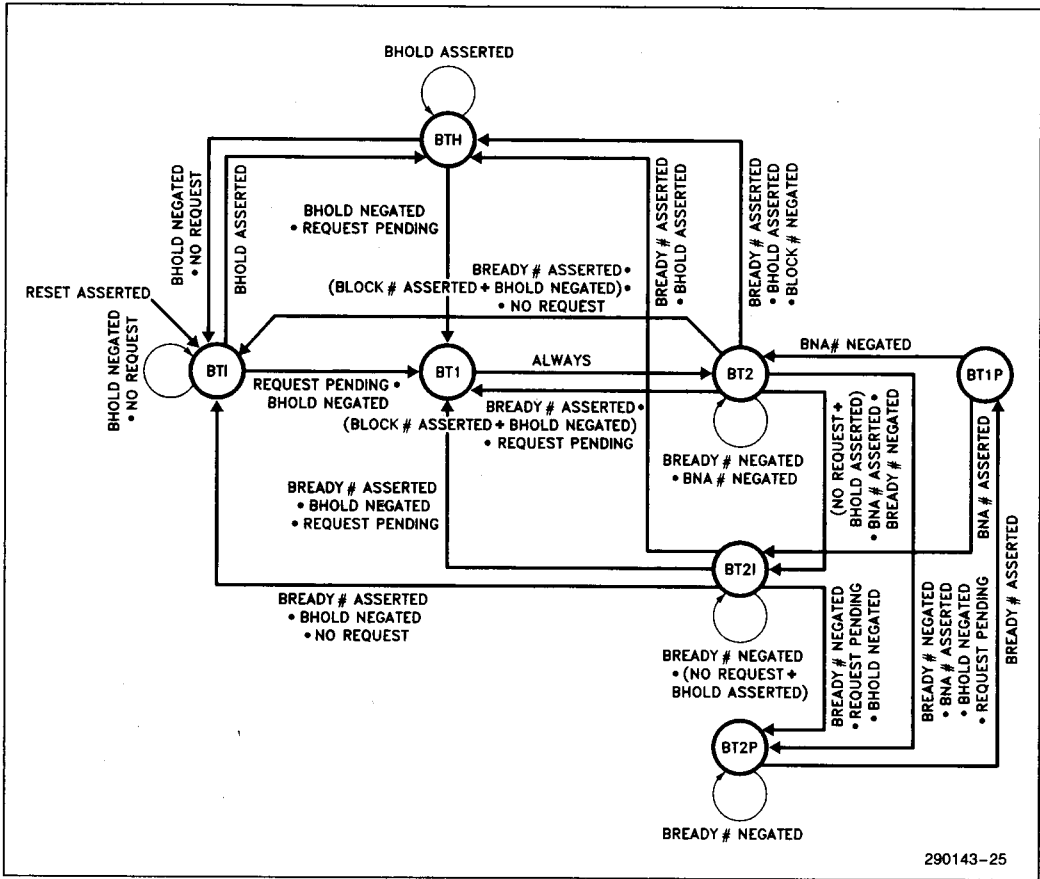 BHOLD ASSERTED
BTH
BHOLD NEGATED
• NO REQUEST
BHOLD ASSERTED
BHOLD NEGATED
• REQUEST PENDING
BREADY # ASSERTED
• BHOLD ASSERTED
BREADY # ASSERTED
• BHOLD ASSERTED
• BLOCK # NEGATED
BREADY # ASSERTED •
(BLOCK # ASSERTED + BHOLD NEGATED) •
• NO REQUEST
RESET ASSERTED
BHOLD NEGATED
• NO REQUEST
BTI
REQUEST PENDING •
BHOLD NEGATED
BT1
ALWAYS
BT2
BNA# NEGATED
BT1P
BREADY # ASSERTED •
(BLOCK # ASSERTED + BHOLD NEGATED)
• REQUEST PENDING
BREADY # NEGATED
• BNA # NEGATED
(NO REQUEST +
BHOLD ASSERTED)
• BNA # ASSERTED •
BREADY # NEGATED
BNA # ASSERTED
BREADY # ASSERTED
BREADY # ASSERTED
• BHOLD NEGATED
• REQUEST PENDING
BT2I
BREADY # ASSERTED
• BHOLD NEGATED
• NO REQUEST
BREADY # NEGATED
• (NO REQUEST +
BHOLD ASSERTED)
BREADY # NEGATED
• REQUEST PENDING
• BHOLD NEGATED
BREADY # NEGATED
• BNA # ASSERTED
• BHOLD NEGATED
• REQUEST PENDING
BT2P
BREADY # NEGATED
290143-25